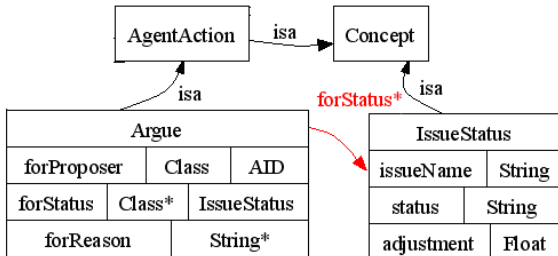 AgentAction
isa
Concept
isa
forStatus*
isa
Argue
forProposer Class AID
forStatus Class* IssueStatus
forReason String*
IssueStatus
issueName String
status String
adjustment Float